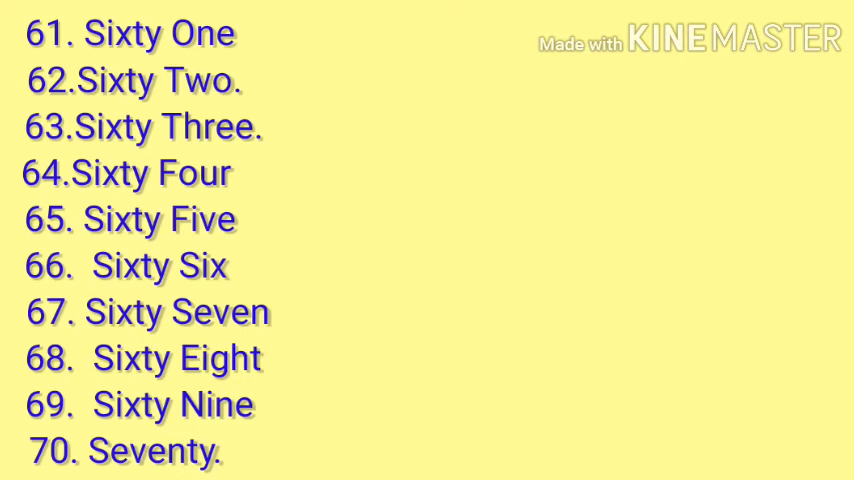 61. Sixty One
Made with KINEMASTER
62.Sixty Two.
63.Sixty Three.
64.Sixty Four
65. Sixty Five
66.  Sixty Six
67. Sixty Seven
68.  Sixty Eight
69.  Sixty Nine
70. Seventy.